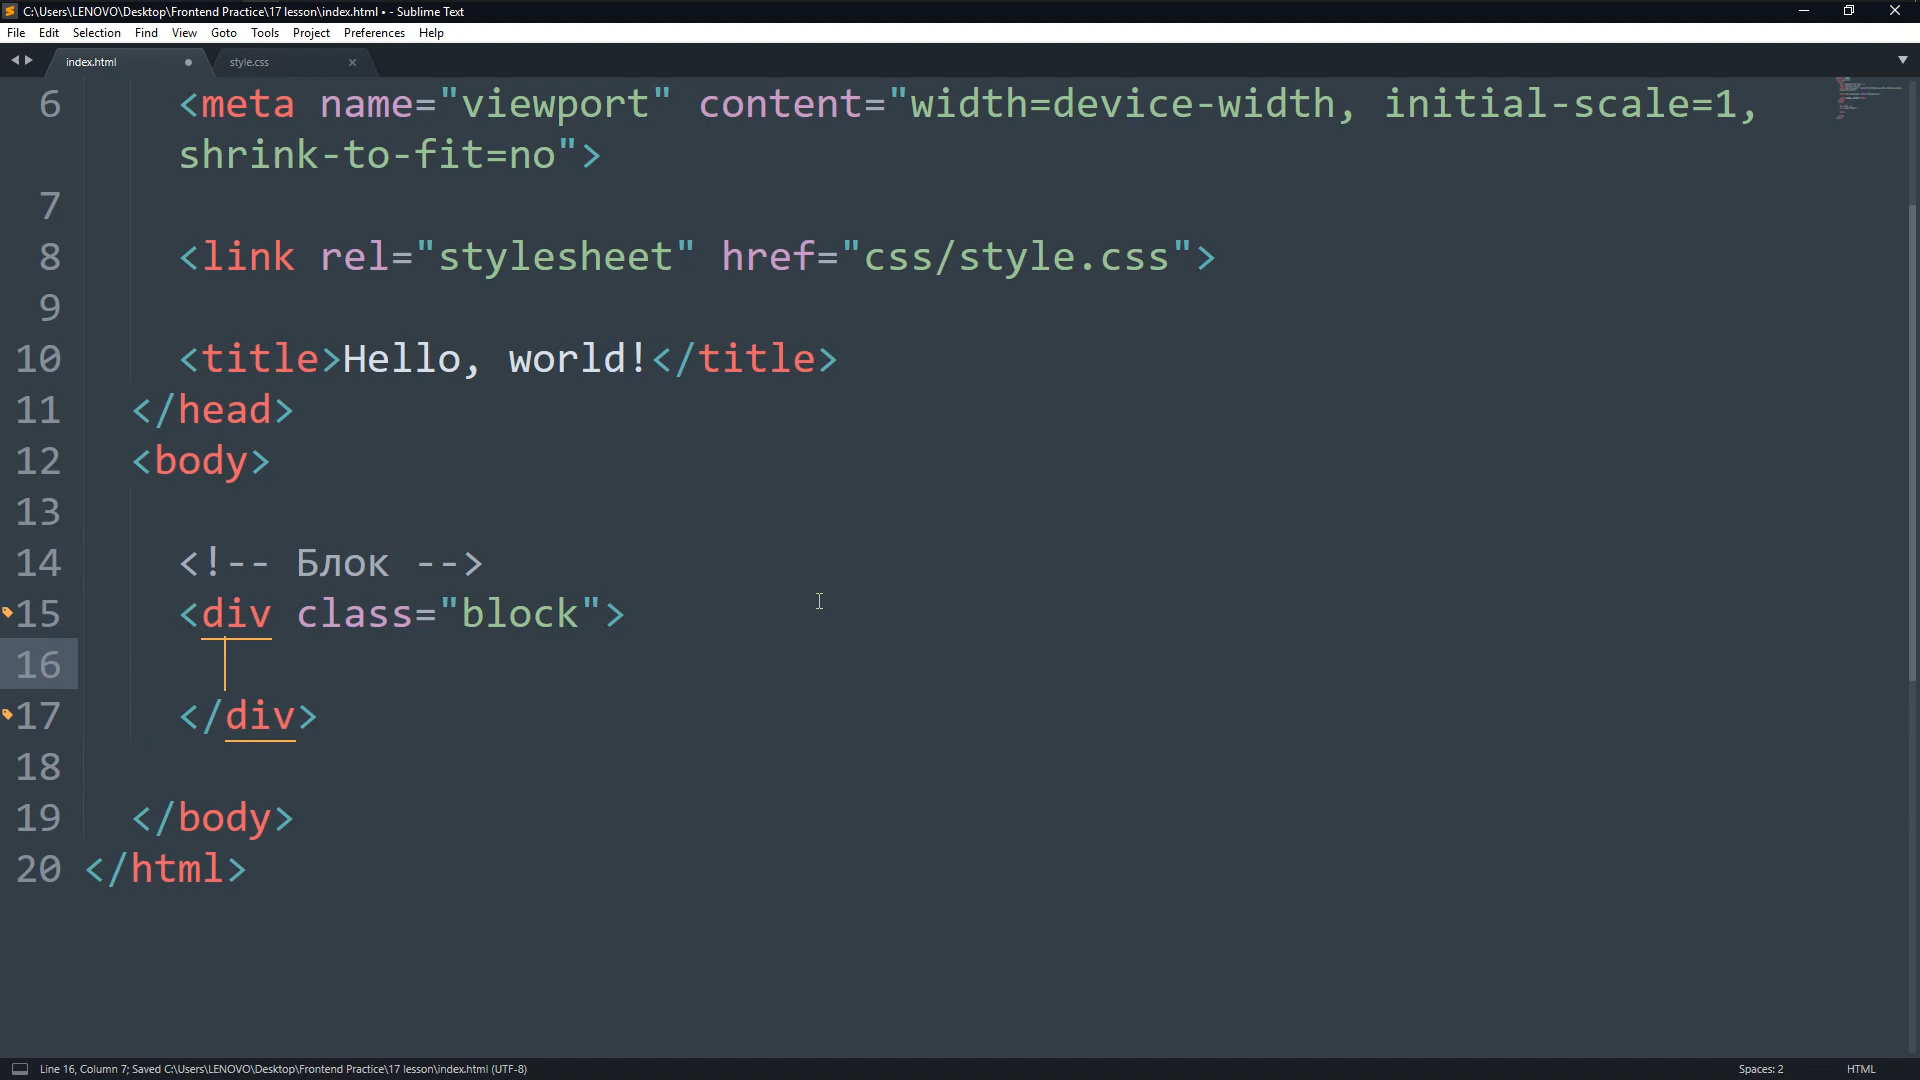 C:\Users\LENOVO\Desktop\Frontend Practice\17 lesson\index.html • - Sublime Text
File Edit Selection Find View Goto Tools Project Preferences Help
index.html style.css
6 <meta name="viewport" content="width=device-width, initial-scale=1,
shrink-to-fit=no">
7
8 <link rel="stylesheet" href="css/style.css">
9
10 <title>Hello, world!</title>
11 </head>
12 <body>
13
14 <!-- Блок -->
15 <div class="block">
16
17 </div>
18
19 </body>
20 </html>
Line 16, Column 7; Saved C:\Users\LENOVO\Desktop\Frontend Practice\17 lesson\index.html (UTF-8) Spaces: 2 HTML